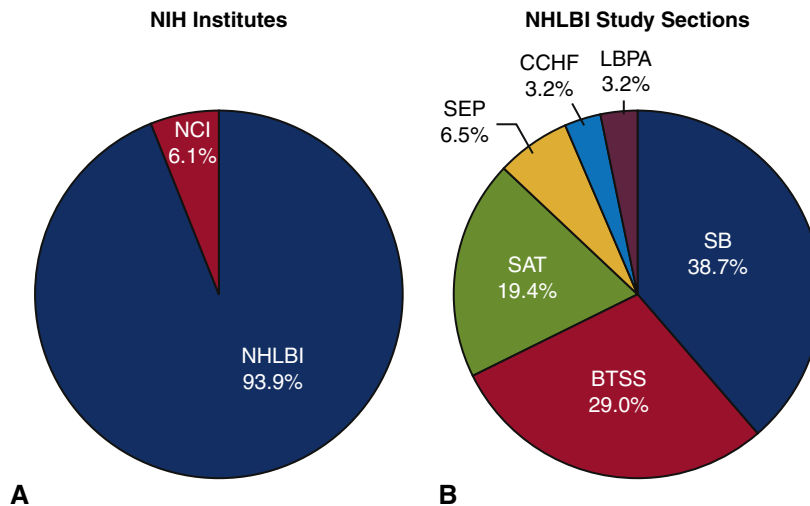 NIH Institutes
NCI
6.1%
NHLBI
93.9%
A
NHLBI Study Sections
CCHF
3.2%
LBPA
3.2%
SEP
6.5%
SB
38.7%
SAT
19.4%
BTSS
29.0%
B